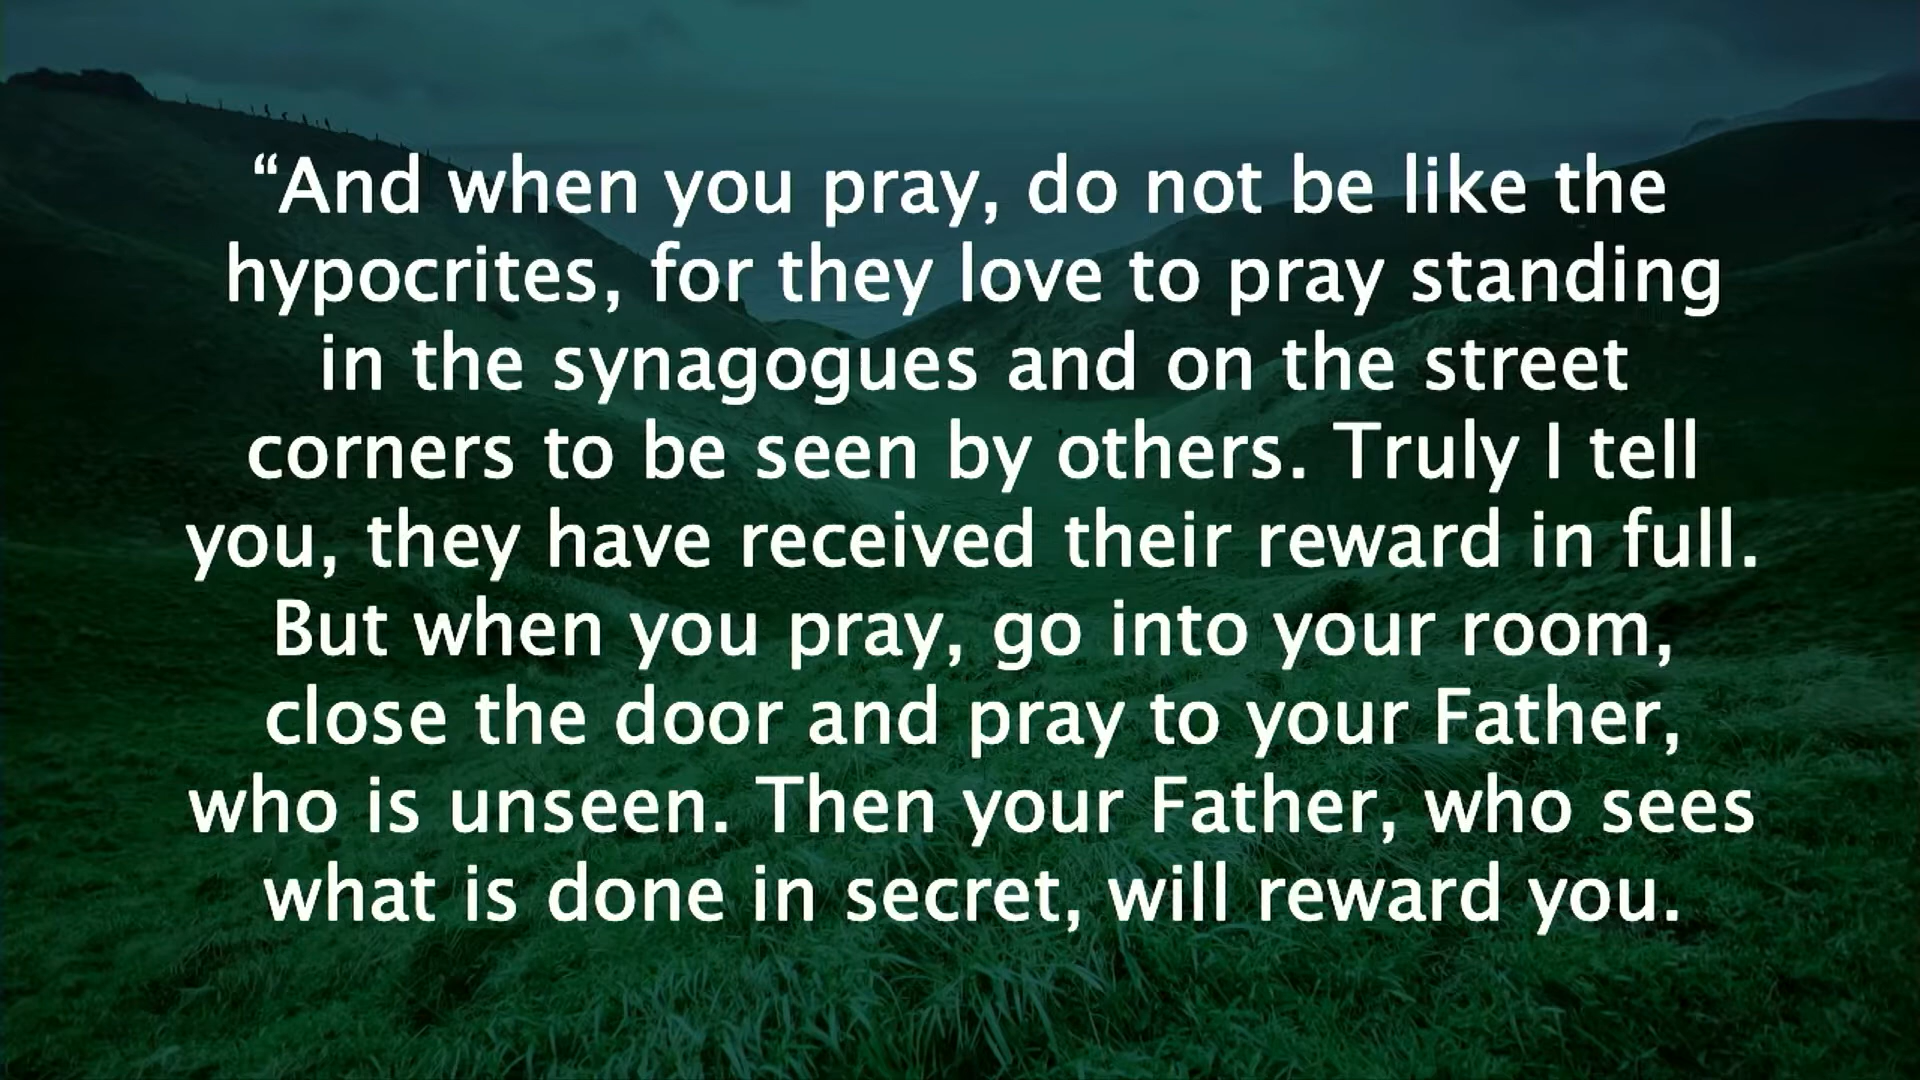 “And when you pray, do not be like the
hypocrites, for they love to pray standing
in the synagogues and on the street
corners to be seen by others. Truly I tell
you, they have received their reward in full.
But when you pray, go into your room,
close the door and pray to your Father,
who is unseen. Then your Father, who sees
what is done in secret, will reward you.